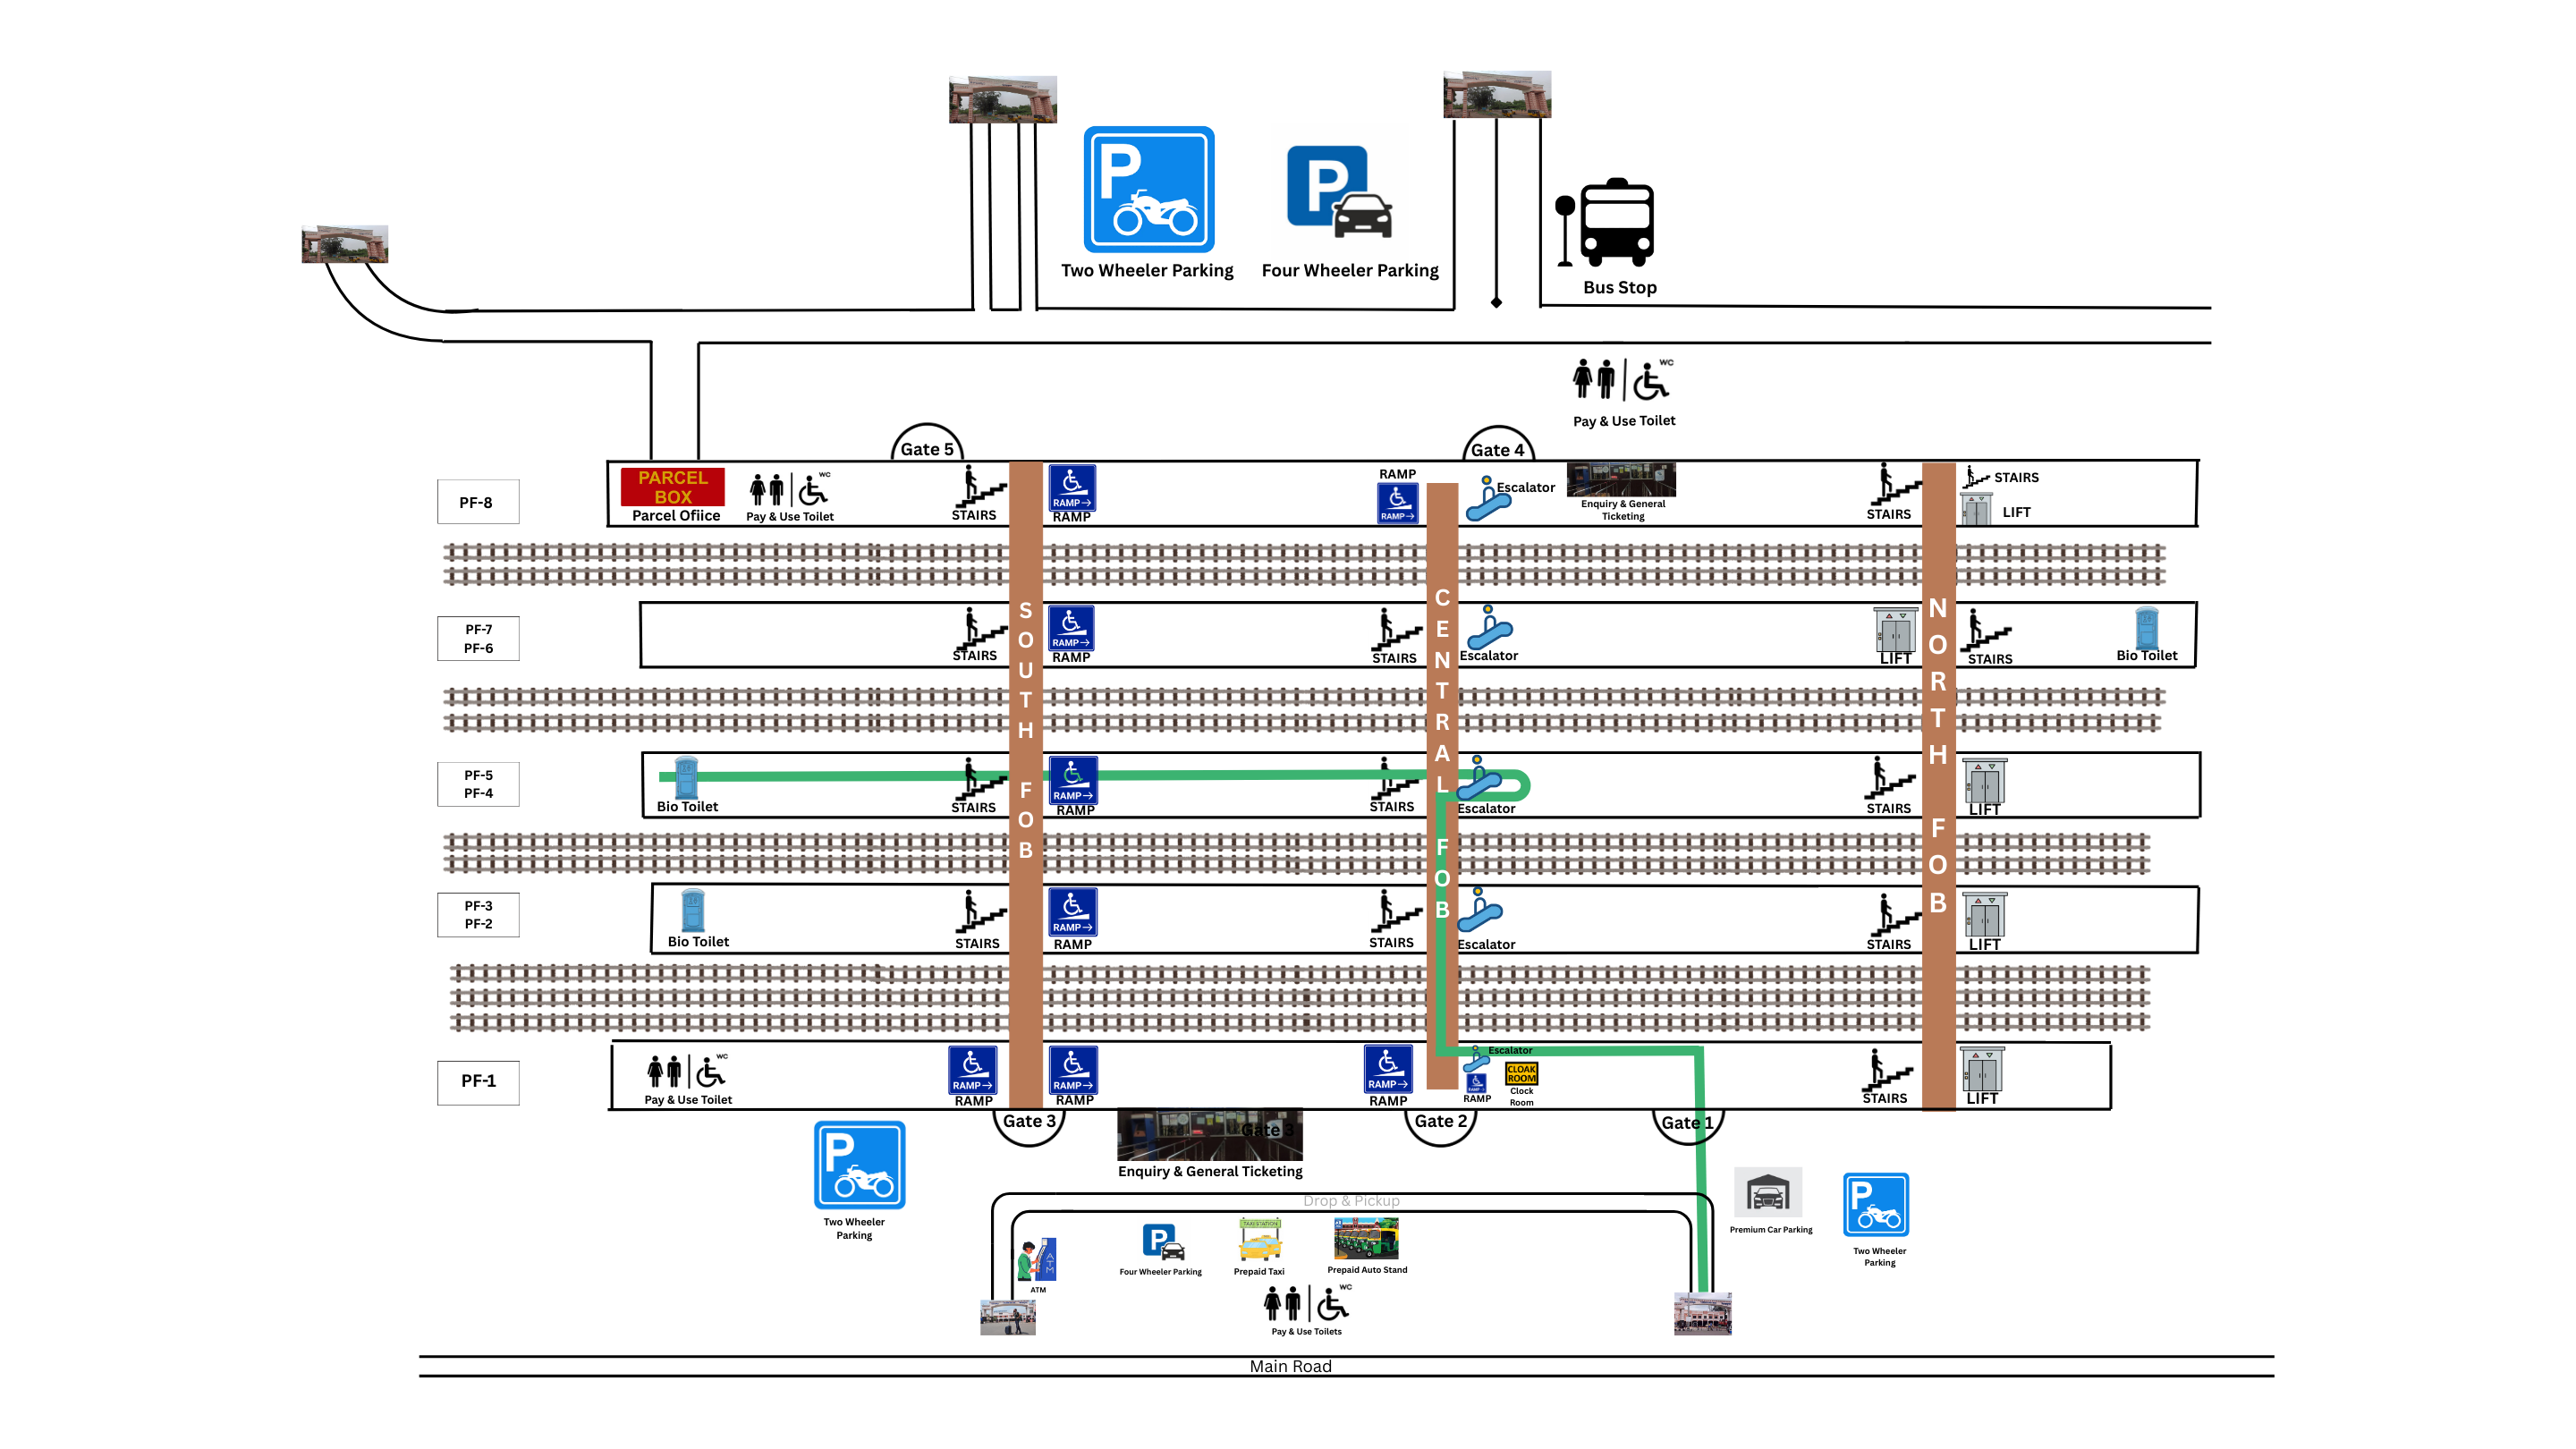 Two Wheeler Parking
Four Wheeler Parking
Bus Stop
WC
Pay & Use Toilet
Gate 5
Gate 4
PF-8
PARCEL
BOX
Parcel Ofiice
WC
Pay & Use Toilet
STAIRS
RAMP→
RAMP
RAMP
RAMP→
Escalator
Enquiry & General
Ticketing
STAIRS
STAIRS
LIFT
PF-7
PF-6
STAIRS
RAMP→
RAMP
STAIRS
Escalator
LIFT
STAIRS
Bio Toilet
SOUTH FOB
CENTRAL FOB
NORTH FOB
PF-5
PF-4
Bio Toilet
STAIRS
RAMP→
RAMP
STAIRS
Escalator
STAIRS
LIFT
PF-3
PF-2
Bio Toilet
STAIRS
RAMP→
RAMP
STAIRS
Escalator
STAIRS
LIFT
PF-1
WC
Pay & Use Toilet
RAMP→
RAMP
RAMP→
RAMP
RAMP→
RAMP
Escalator
RAMP
CLOAK
ROOM
Clock
Room
STAIRS
LIFT
Gate 3
Gate 3
Gate 2
Gate 1
Enquiry & General Ticketing
Two Wheeler
Parking
Drop & Pickup
ATM
ATM
Four Wheeler Parking
TAXI STATION
Prepaid Taxi
Prepaid Auto Stand
WC
Pay & Use Toilets
Premium Car Parking
Two Wheeler
Parking
Main Road